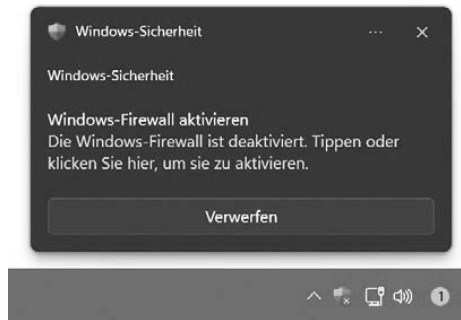 Windows-Sicherheit
Windows-Sicherheit
Windows-Firewall aktivieren
Die Windows-Firewall ist deaktiviert. Tippen oder
klicken Sie hier, um sie zu aktivieren.
Verwerfen
1